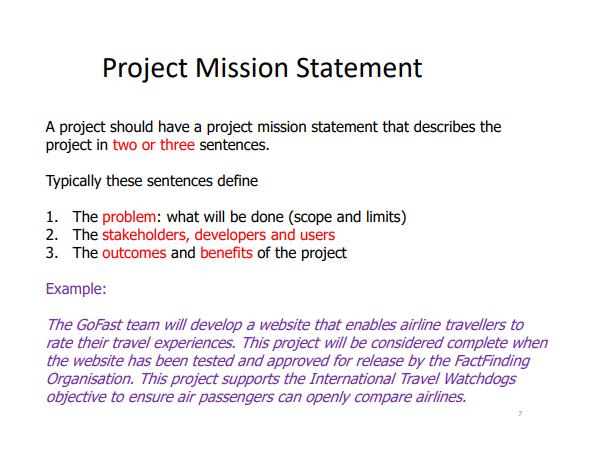 Project Mission Statement
A project should have a project mission statement that describes the
project in two or three sentences.
Typically these sentences define
1. The problem: what will be done (scope and limits)
2. The stakeholders, developers and users
3. The outcomes and benefits of the project
Example:
The GoFast team will develop a website that enables airline travellers to
rate their travel experiences. This project will be considered complete when
the website has been tested and approved for release by the FactFinding
Organisation. This project supports the International Travel Watchdogs
objective to ensure air passengers can openly compare airlines.
7